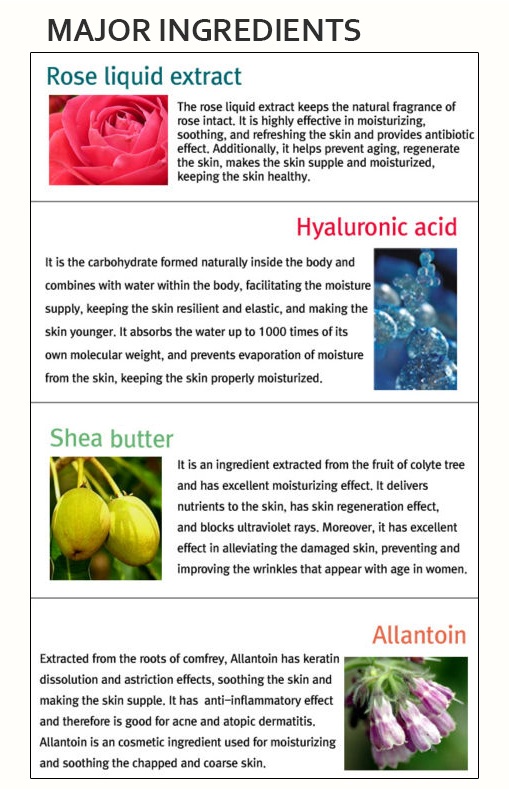 MAJOR INGREDIENTS
Rose liquid extract
The rose liquid extract keeps the natural fragrance of
rose intact. It is highly effective in moisturizing,
soothing, and refreshing the skin and provides antibiotic
effect. Additionally, it helps prevent aging, regenerate
the skin, makes the skin supple and moisturized,
keeping the skin healthy.
Hyaluronic acid
It is the carbohydrate formed naturally inside the body and
combines with water within the body, facilitating the moisture
supply, keeping the skin resilient and elastic, and making the
skin younger. It absorbs the water up to 1000 times of its
own molecular weight, and prevents evaporation of moisture
from the skin, keeping the skin properly moisturized.
Shea butter
It is an ingredient extracted from the fruit of colyte tree
and has excellent moisturizing effect. It delivers
nutrients to the skin, has skin regeneration effect,
and blocks ultraviolet rays. Moreover, it has excellent
effect in alleviating the damaged skin, preventing and
improving the wrinkles that appear with age in women.
Allantoin
Extracted from the roots of comfrey, Allantoin has keratin
dissolution and astriction effects, soothing the skin and
making the skin supple. It has anti-inflammatory effect
and therefore is good for acne and atopic dermatitis.
Allantoin is an cosmetic ingredient used for moisturizing
and soothing the chapped and coarse skin.